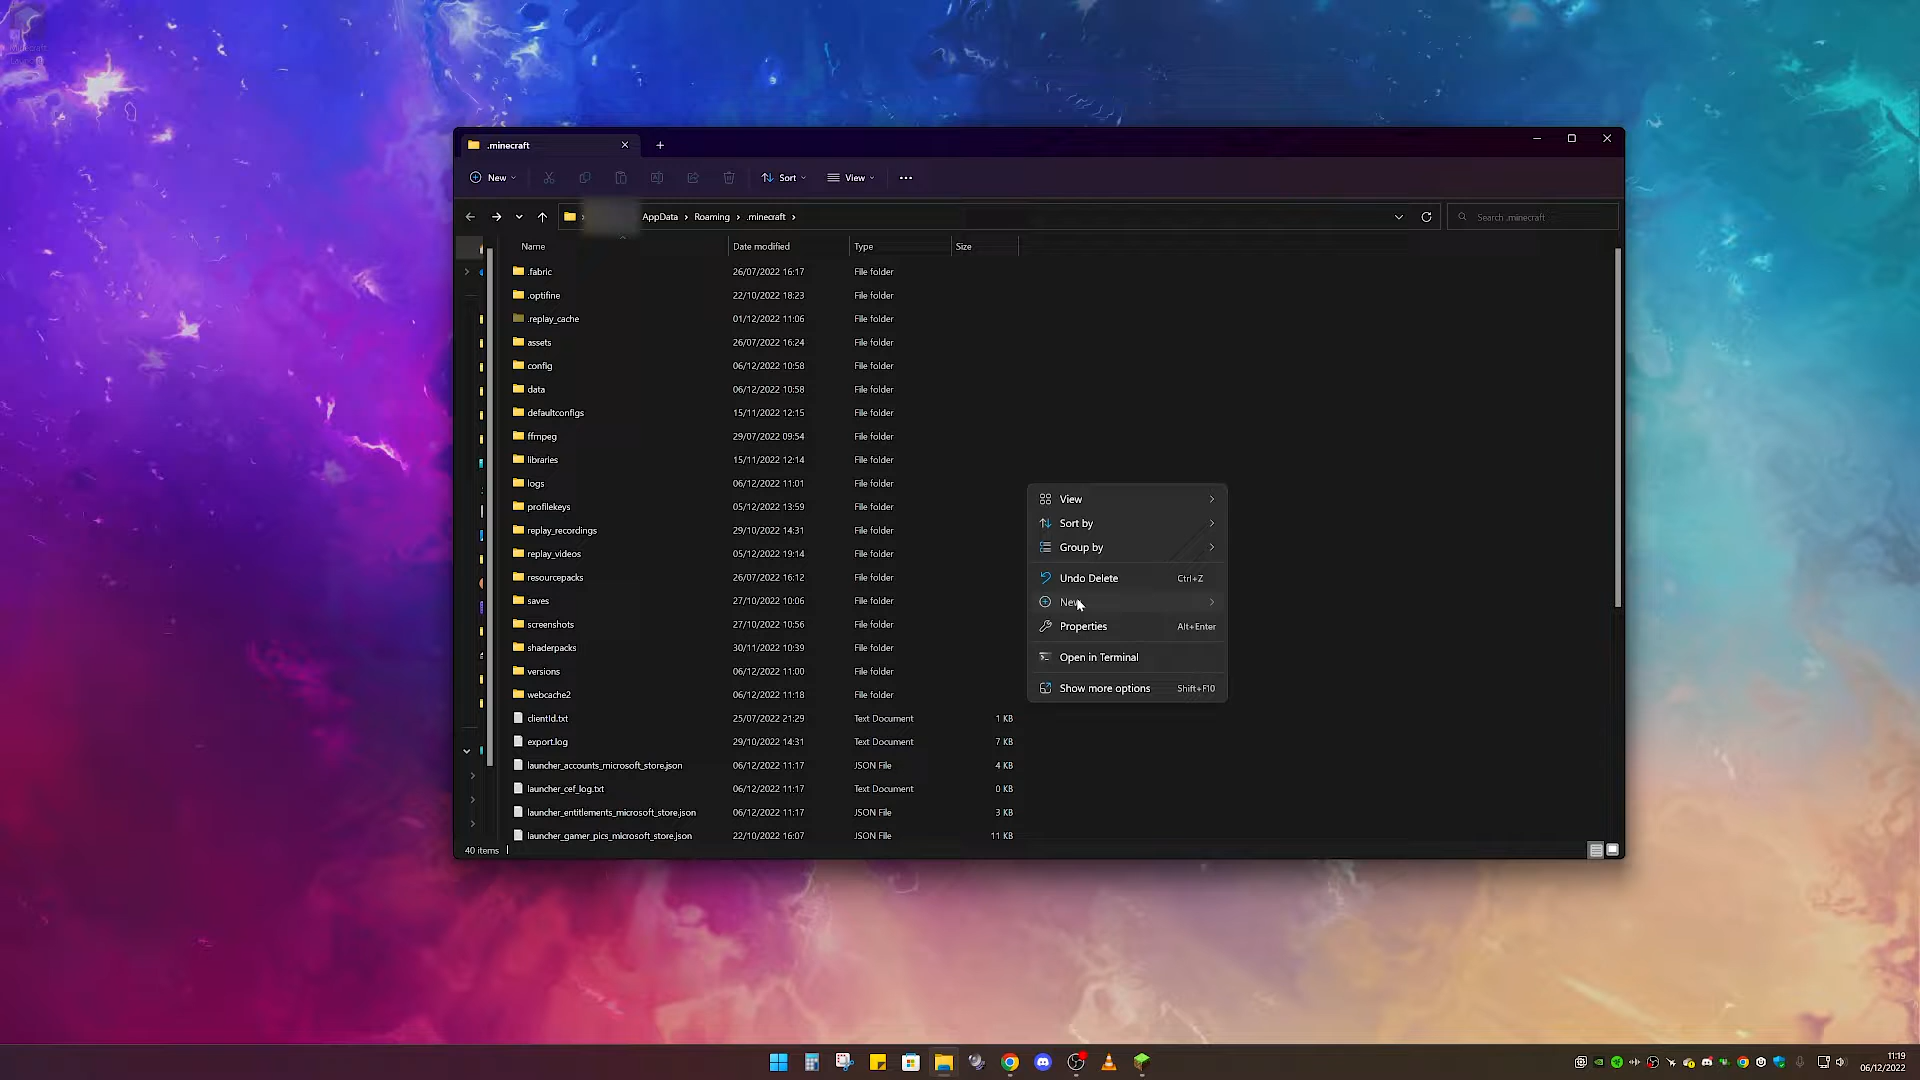 Minecraft
Launcher
.minecraft
New
Sort
View
AppData
Roaming
.minecraft
Search .minecraft
Name
Date modified
Type
Size
.fabric 26/07/2022 16:17 File folder
.optifine 22/10/2022 18:23 File folder
.replay_cache 01/12/2022 11:06 File folder
assets 26/07/2022 16:24 File folder
config 06/12/2022 10:58 File folder
data 06/12/2022 10:58 File folder
defaultconfigs 15/11/2022 12:15 File folder
ffmpeg 29/07/2022 09:54 File folder
libraries 15/11/2022 12:14 File folder
logs 06/12/2022 11:01 File folder
profilekeys 05/12/2022 13:59 File folder
replay_recordings 29/10/2022 14:31 File folder
replay_videos 05/12/2022 19:14 File folder
resourcepacks 26/07/2022 16:12 File folder
saves 27/10/2022 10:06 File folder
screenshots 27/10/2022 10:56 File folder
shaderpacks 30/11/2022 10:39 File folder
versions 06/12/2022 11:00 File folder
webcache2 06/12/2022 11:18 File folder
clientId.txt 25/07/2022 21:29 Text Document 1 KB
export.log 29/10/2022 14:31 Text Document 7 KB
launcher_accounts_microsoft_store.json 06/12/2022 11:17 JSON File 4 KB
launcher_cef_log.txt 06/12/2022 11:17 Text Document 0 KB
launcher_entitlements_microsoft_store.json 06/12/2022 11:17 JSON File 3 KB
launcher_gamer_pics_microsoft_store.json 22/10/2022 16:07 JSON File 11 KB
View
Sort by
Group by
Undo Delete Ctrl+Z
New
Properties Alt+Enter
Open in Terminal
Show more options Shift+F10
40 items
11:19
06/12/2022